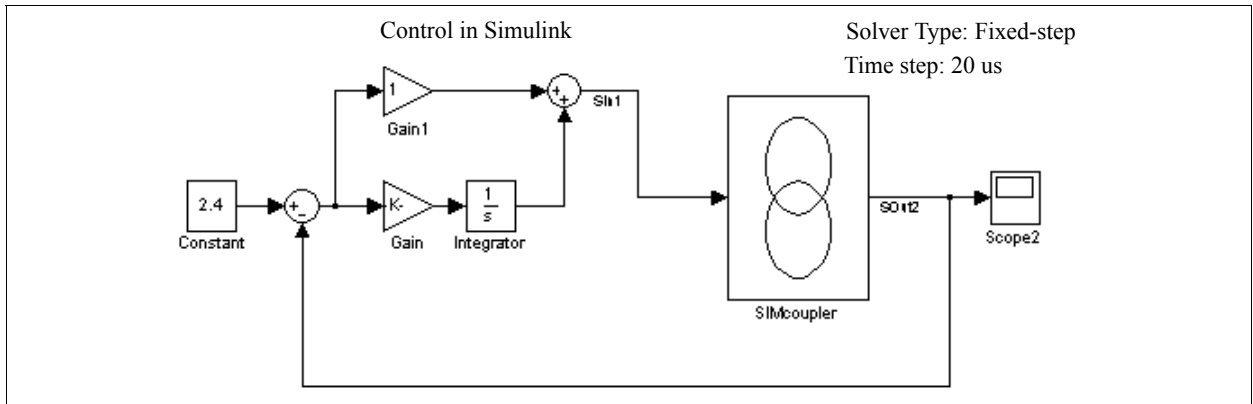 Control in Simulink
Solver Type: Fixed-step
Time step: 20 us
1
Gain1
+
+
SIn1
2.4
Constant
+
-
K-
Gain
1
s
Integrator
SIMcoupler
SOut2
Scope2